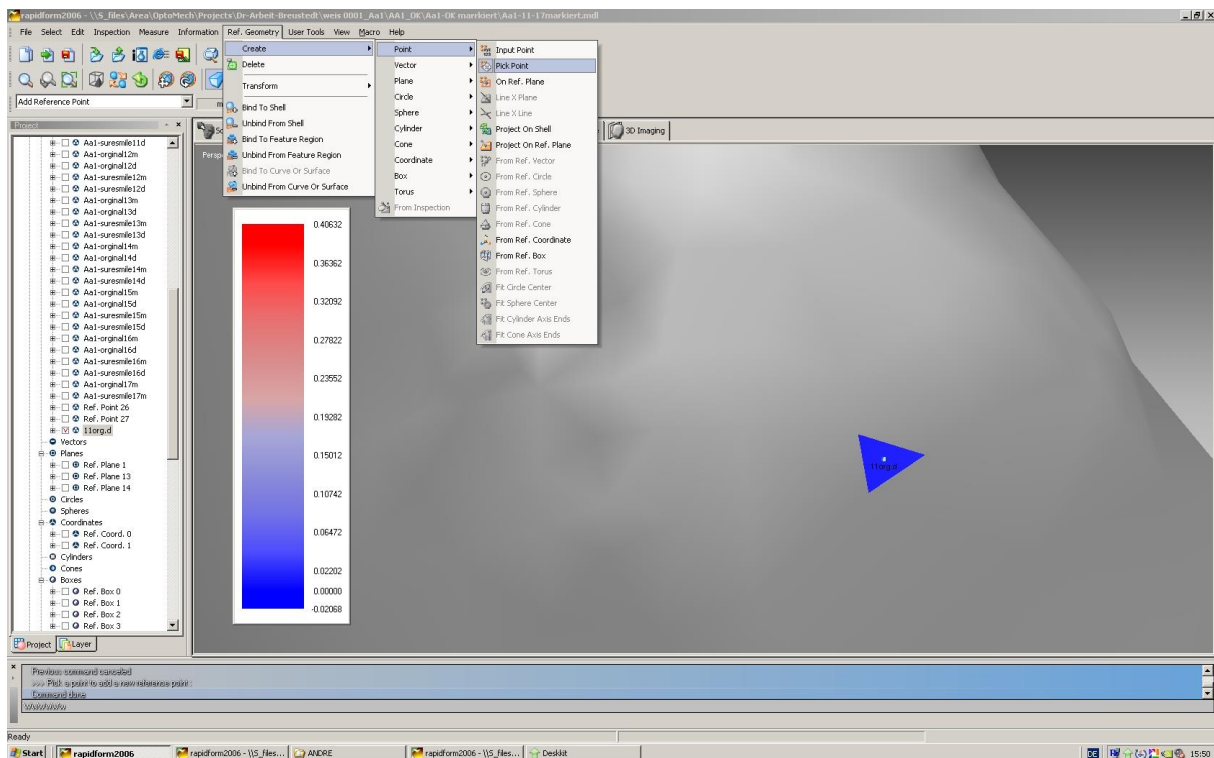 rapidform2006 - \\S_files\Area\OptoMech\Projects\Dr-Arbeit-Breustedt\weis 0001_Aa1\AA1_OK\Aa1-OK marrkiert\Aa1-11-17markiert.mdl
File Select Edit Inspection Measure Information Ref. Geometry User Tools View Macro Help
Create
Delete
Transform
Bind To Shell
Unbind From Shell
Bind To Feature Region
Unbind From Feature Region
Bind To Curve Or Surface
Unbind From Curve Or Surface
Point
Vector
Plane
Circle
Sphere
Cylinder
Cone
Coordinate
Box
Torus
From Inspection
Input Point
Pick Point
On Ref. Plane
Line X Plane
Line X Line
Project On Shell
Project On Ref. Plane
From Ref. Vector
From Ref. Circle
From Ref. Sphere
From Ref. Cylinder
From Ref. Cone
From Ref. Coordinate
From Ref. Box
From Ref. Torus
Fit Circle Center
Fit Sphere Center
Fit Cylinder Axis Ends
Fit Cone Axis Ends
Add Reference Point
3D Imaging
Project
Aa1-suresmile11d
Aa1-orginal12m
Aa1-orginal12d
Aa1-suresmile12m
Aa1-suresmile12d
Aa1-orginal13m
Aa1-orginal13d
Aa1-suresmile13m
Aa1-suresmile13d
Aa1-orginal14m
Aa1-orginal14d
Aa1-suresmile14m
Aa1-suresmile14d
Aa1-orginal15m
Aa1-orginal15d
Aa1-suresmile15m
Aa1-suresmile15d
Aa1-orginal16m
Aa1-orginal16d
Aa1-suresmile16m
Aa1-suresmile16d
Aa1-orginal17m
Aa1-suresmile17m
Ref. Point 26
Ref. Point 27
11org.d
Vectors
Planes
Ref. Plane 1
Ref. Plane 13
Ref. Plane 14
Circles
Spheres
Coordinates
Ref. Coord. 0
Ref. Coord. 1
Cylinders
Cones
Boxes
Ref. Box 0
Ref. Box 1
Ref. Box 2
Ref. Box 3
Project Layer
0.40632
0.36362
0.32092
0.27822
0.23552
0.19282
0.15012
0.10742
0.06472
0.02202
0.00000
-0.02068
11org.d
Previous command canceled
>>> Pick a point to add a new reference point :
Command done
Ready
Start rapidform2006 rapidform2006 - \\S_files... ANDRE rapidform2006 - \\S_files... Deskkit DE 15:50